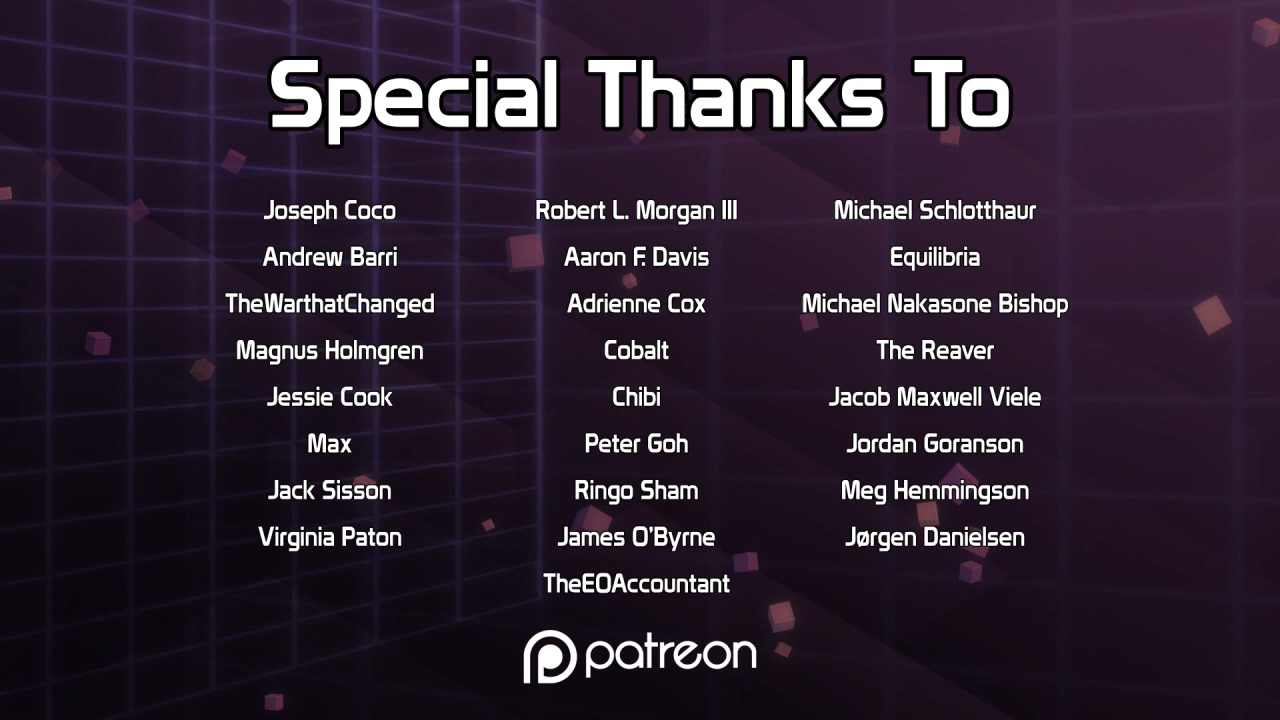 Special Thanks To
Joseph Coco
Andrew Barri
TheWarthatChanged
Magnus Holmgren
Jessie Cook
Max
Jack Sisson
Virginia Paton
Robert L. Morgan III
Aaron F. Davis
Adrienne Cox
Cobalt
Chibi
Peter Goh
Ringo Sham
James O'Byrne
TheEOAccountant
Michael Schlotthaur
Equilibria
Michael Nakasone Bishop
The Reaver
Jacob Maxwell Viele
Jordan Goranson
Meg Hemmingson
Jørgen Danielsen
patreon